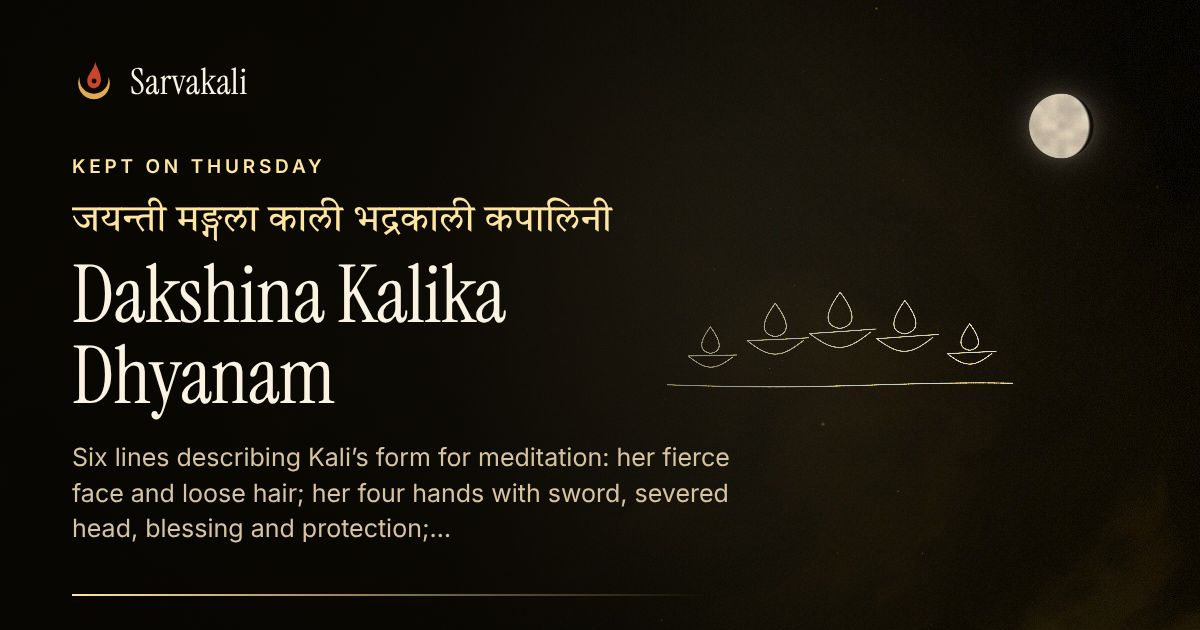 Sarvakali
KEPT ON THURSDAY
जयन्ती मङ्गला काली भद्रकाली कपालिनी
Dakshina Kalika
Dhyanam
Six lines describing Kali’s form for meditation: her fierce
face and loose hair; her four hands with sword, severed
head, blessing and protection;...